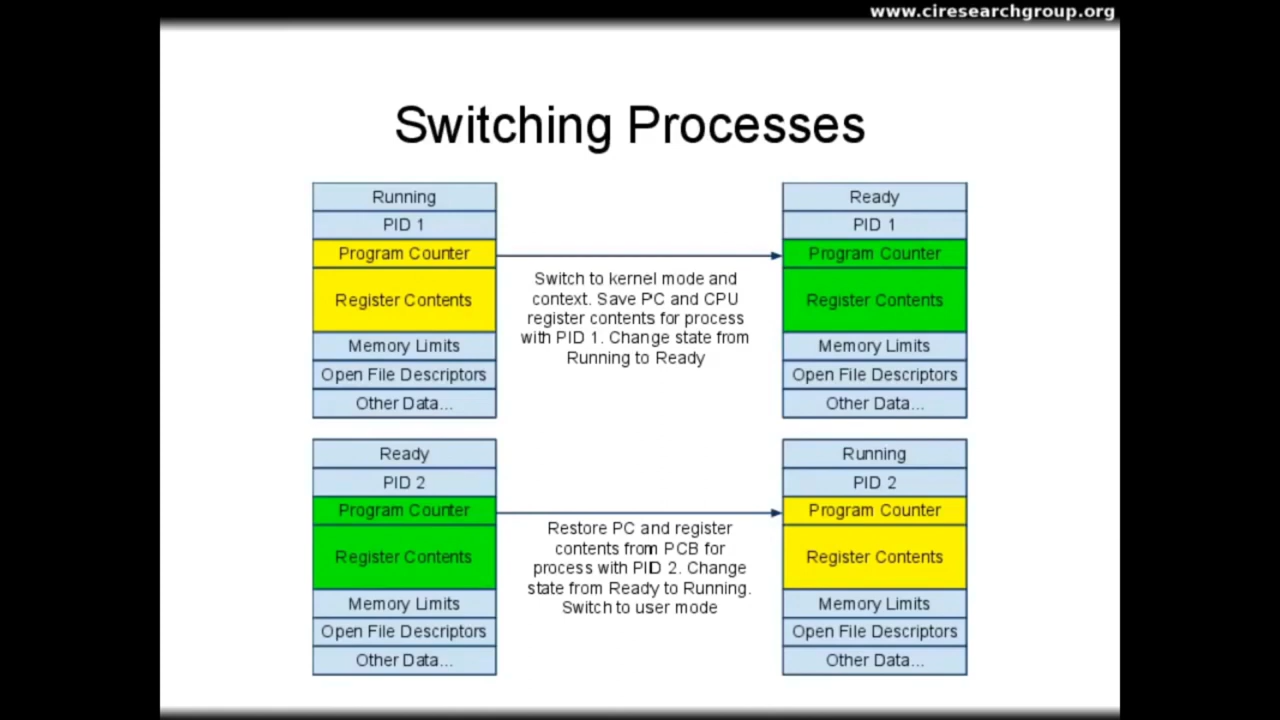 www.ciresearchgroup.org
Switching Processes
Running
PID 1
Program Counter
Register Contents
Memory Limits
Open File Descriptors
Other Data...
Switch to kernel mode and
context. Save PC and CPU
register contents for process
with PID 1. Change state from
Running to Ready
Ready
PID 1
Program Counter
Register Contents
Memory Limits
Open File Descriptors
Other Data...
Ready
PID 2
Program Counter
Register Contents
Memory Limits
Open File Descriptors
Other Data...
Restore PC and register
contents from PCB for
process with PID 2. Change
state from Ready to Running.
Switch to user mode
Running
PID 2
Program Counter
Register Contents
Memory Limits
Open File Descriptors
Other Data...